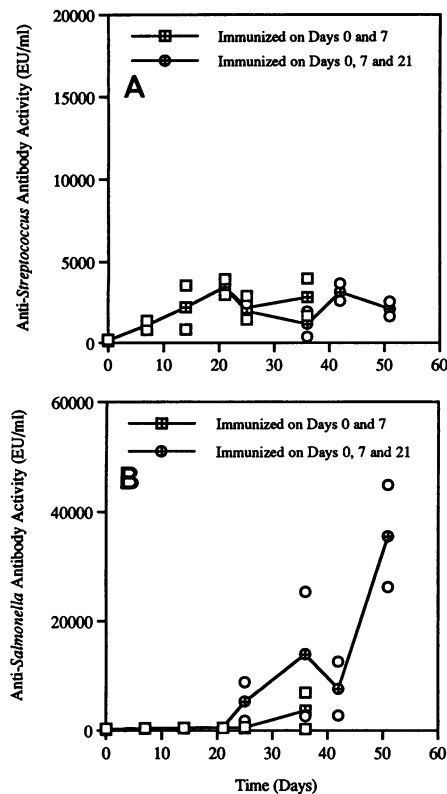 Anti-Streptococcus Antibody Activity (EU/ml)
20000
15000
10000
5000
0
Immunized on Days 0 and 7
Immunized on Days 0, 7 and 21
A
0 10 20 30 40 50 60
Anti-Salmonella Antibody Activity (EU/ml)
60000
40000
20000
0
Immunized on Days 0 and 7
Immunized on Days 0, 7 and 21
B
0 10 20 30 40 50 60
Time (Days)